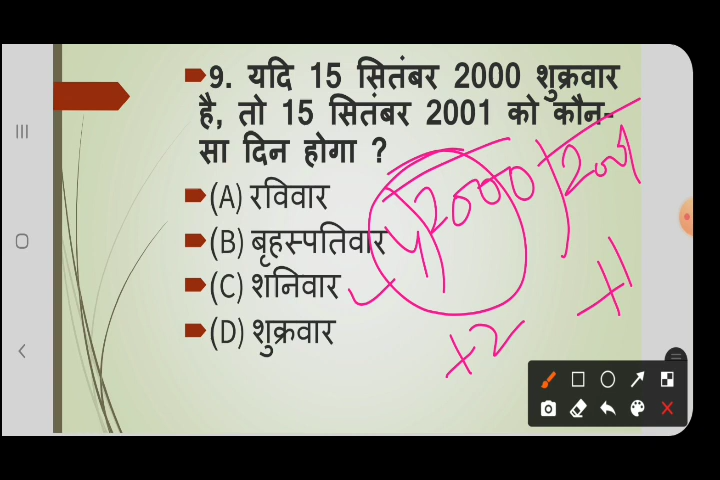 9. यदि 15 सितंबर 2000 शुक्रवार
है, तो 15 सितंबर 2001 को कौन-
सा दिन होगा ?
(A) रविवार
(B) बृहस्पतिवार
(C) शनिवार
(D) शुक्रवार
2000
2001
+2
+1